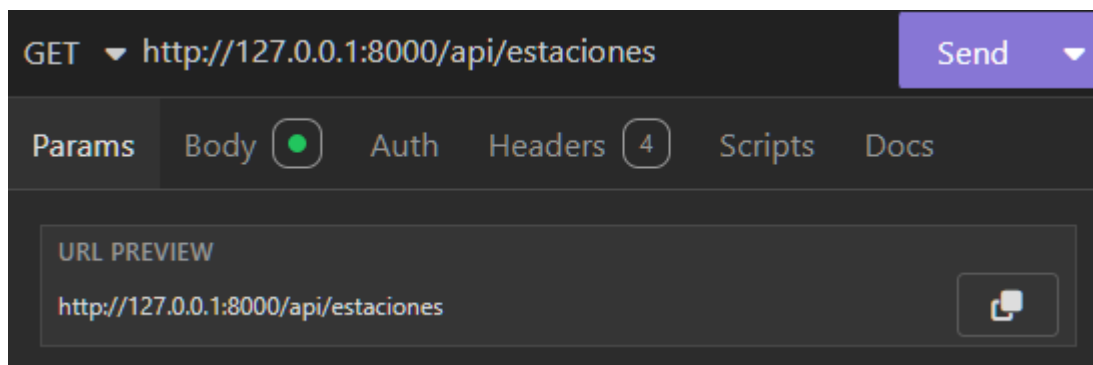 GET http://127.0.0.1:8000/api/estaciones Send
Params Body Auth Headers 4 Scripts Docs
URL PREVIEW
http://127.0.0.1:8000/api/estaciones